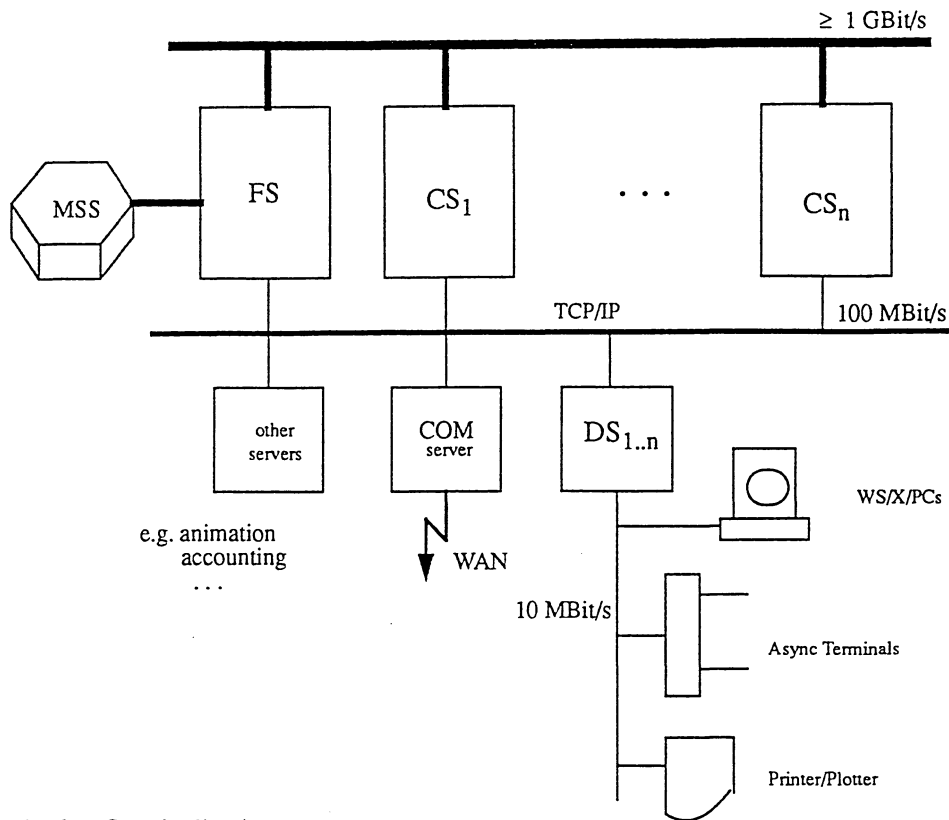 ≥ 1 GBit/s
MSS
FS
CS1
. . .
CSn
TCP/IP
100 MBit/s
other
servers
COM
server
DS1..n
WS/X/PCs
e.g. animation
accounting
. . .
WAN
10 MBit/s
Async Terminals
Printer/Plotter